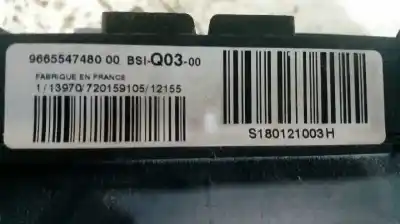 9665547480 00 BSI-Q03-00
FABRIQUE EN FRANCE
1/13970/720159105/12155
S180121003H